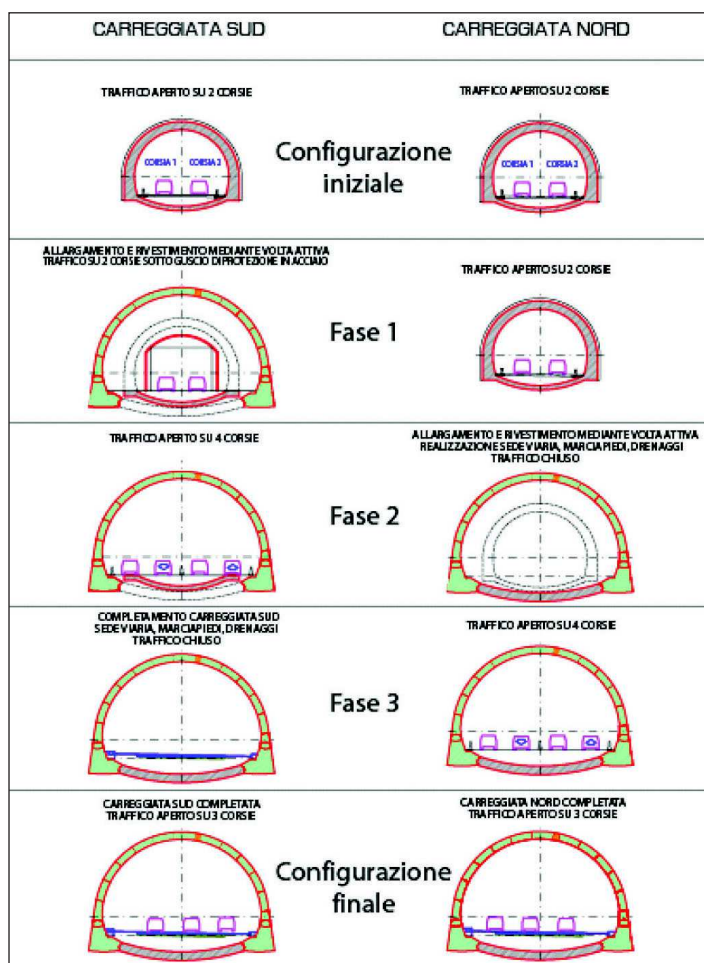 CARREGGIATA SUD
CARREGGIATA NORD
TRAFFICO APERTO SU 2 CORSIE
TRAFFICO APERTO SU 2 CORSIE
CORSIA 1 CORSIA 2
Configurazione
iniziale
CORSIA 1 CORSIA 2
ALLARGAMENTO E RIVESTIMENTO MEDIANTE VOLTA ATTIVA
TRAFFICO SU 2 CORSIE SOTTO GUSCIO DI PROTEZIONE IN ACCIAIO
TRAFFICO APERTO SU 2 CORSIE
Fase 1
TRAFFICO APERTO SU 4 CORSIE
ALLARGAMENTO E RIVESTIMENTO MEDIANTE VOLTA ATTIVA
REALIZZAZIONE SEDE VIARIA, MARCIAPIEDI, DRENAGGI
TRAFFICO CHIUSO
Fase 2
COMPLETAMENTO CARREGGIATA SUD
SEDE VIARIA, MARCIAPIEDI, DRENAGGI
TRAFFICO CHIUSO
TRAFFICO APERTO SU 4 CORSIE
Fase 3
CARREGGIATA SUD COMPLETATA
TRAFFICO APERTO SU 3 CORSIE
CARREGGIATA NORD COMPLETATA
TRAFFICO APERTO SU 3 CORSIE
Configurazione
finale